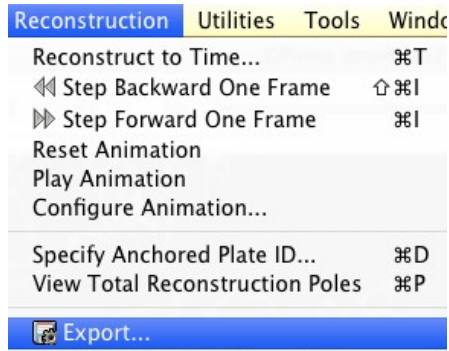 Reconstruction Utilities Tools
Reconstruct to Time... ⌘T
Step Backward One Frame ⇧⌘I
Step Forward One Frame ⌘I
Reset Animation
Play Animation
Configure Animation...
Specify Anchored Plate ID... ⌘D
View Total Reconstruction Poles ⌘P
Export...